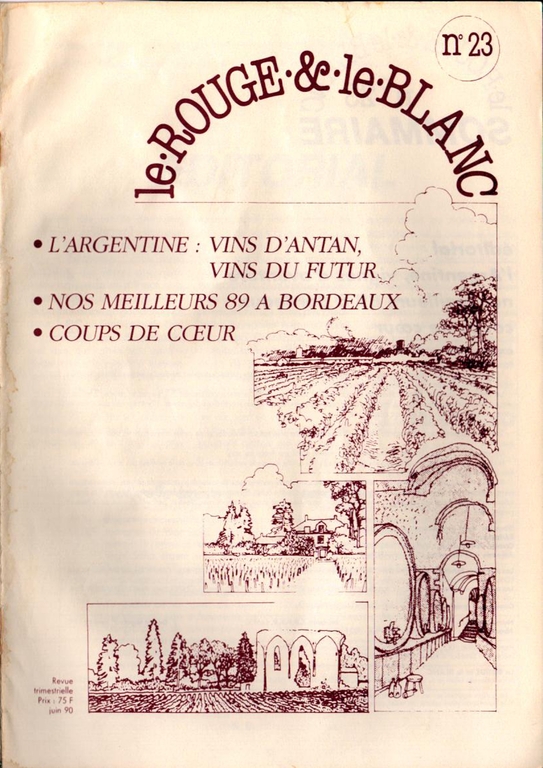 n° 23
le·ROUGE·&·le·BLANC
• L'ARGENTINE : VINS D'ANTAN,
VINS DU FUTUR
• NOS MEILLEURS 89 A BORDEAUX
• COUPS DE CŒUR
Revue
trimestrielle
Prix : 75 F
juin 90